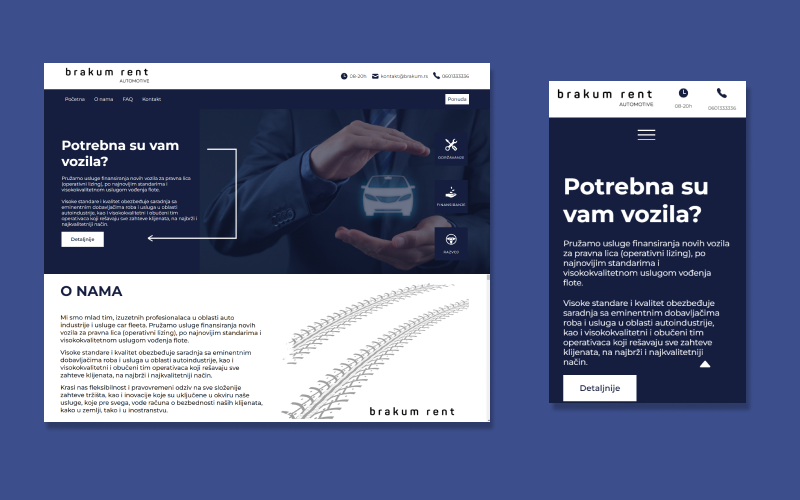 brakum rent
AUTOMOTIVE
08-20h
kontakt@brakum.rs
0601333336
Početna
O nama
FAQ
Kontakt
Ponuda
Potrebna su vam
vozila?
Pružamo usluge finansiranja novih vozila za pravna lica
(operativni lizing), po najnovijim standarima i
visokokvalitetnom uslugom vođenja flote.
Visoke standare i kvalitet obezbeđuje saradnja sa
eminentnim dobavljačima roba i usluga u oblasti
autoindustrije, kao i visokokvalitetni i obučeni tim
operativaca koji rešavaju sve zahteve klijenata, na najbrži i
najkvalitetniji način.
Detaljnije
ODRŽAVANJE
FINANSIRANJE
RAZVOJ
O NAMA
Mi smo mlad tim, izuzetnih profesionalaca u oblasti auto
industrije i usluge car fleeta. Pružamo usluge finansiranja novih
vozila za pravna lica (operativni lizing), po najnovijim standarima i
visokokvalitetnom uslugom vođenja flote.
Visoke standare i kvalitet obezbeđuje saradnja sa eminentnim
dobavljačima roba i usluga u oblasti autoindustrije, kao i
visokokvalitetni i obučeni tim operativaca koji rešavaju sve
zahteve klijenata, na najbrži i najkvalitetniji način.
Krasi nas fleksibilnost i pravovremeni odziv na sve složenije
zahteve tržišta, kao i inovacije koje su uključene u okviru naše
usluge, koje pre svega, vode računa o bezbednosti naših klijenata,
kako u zemlji, tako i u inostranstvu.
brakum rent
brakum rent
AUTOMOTIVE
08-20h
0601333336
Potrebna su
vam vozila?
Pružamo usluge finansiranja novih vozila
za pravna lica (operativni lizing), po
najnovijim standarima i
visokokvalitetnom uslugom vođenja
flote.
Visoke standare i kvalitet obezbeđuje
saradnja sa eminentnim dobavljačima
roba i usluga u oblasti autoindustrije,
kao i visokokvalitetni i obučeni tim
operativaca koji rešavaju sve zahteve
klijenata, na najbrži i najkvalitetniji
način.
Detaljnije